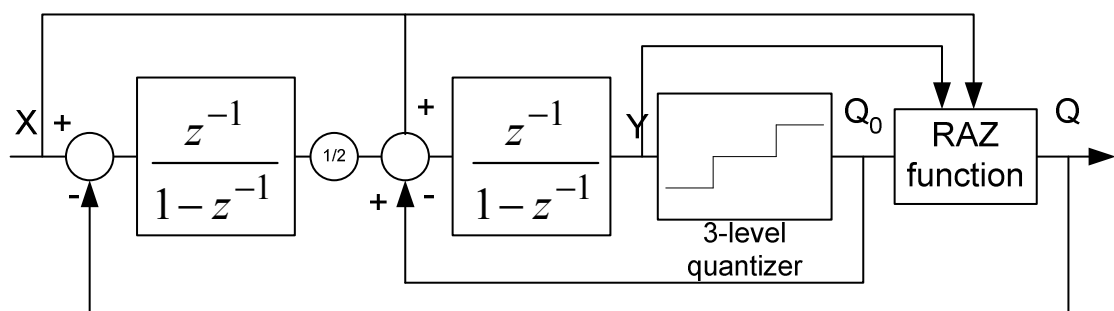 X
+
-
z⁻¹
1 − z⁻¹
1/2
+
+
-
z⁻¹
1 − z⁻¹
Y
3-level
quantizer
Q₀
RAZ
function
Q